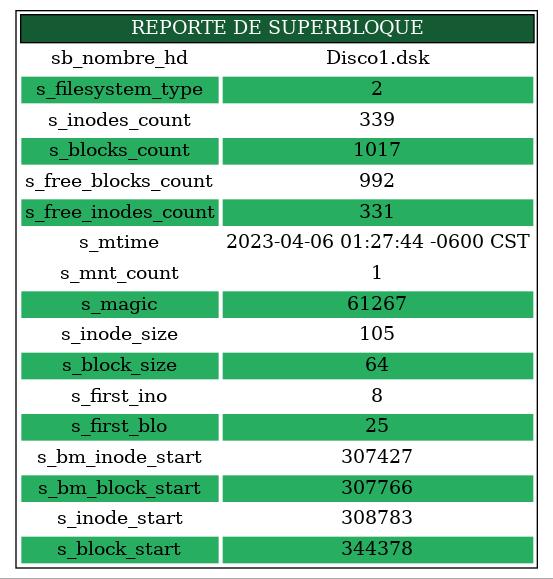 REPORTE DE SUPERBLOQUE
sb_nombre_hd Disco1.dsk
s_filesystem_type 2
s_inodes_count 339
s_blocks_count 1017
s_free_blocks_count 992
s_free_inodes_count 331
s_mtime 2023-04-06 01:27:44 -0600 CST
s_mnt_count 1
s_magic 61267
s_inode_size 105
s_block_size 64
s_first_ino 8
s_first_blo 25
s_bm_inode_start 307427
s_bm_block_start 307766
s_inode_start 308783
s_block_start 344378